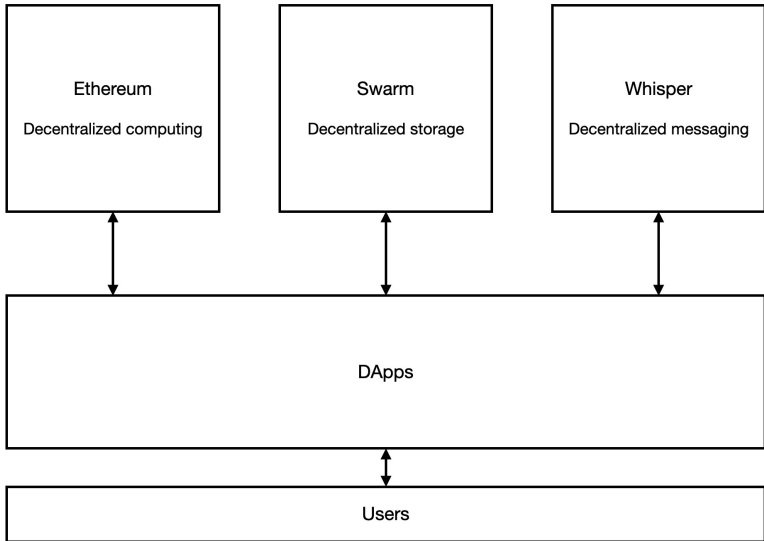 Ethereum
Decentralized computing
Swarm
Decentralized storage
Whisper
Decentralized messaging
DApps
Users